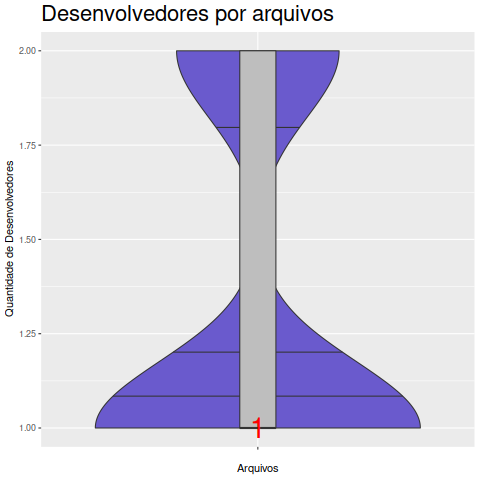 Desenvolvedores por arquivos
Quantidade de Desenvolvedores
2.00
1.75
1.50
1.25
1.00
1
Arquivos